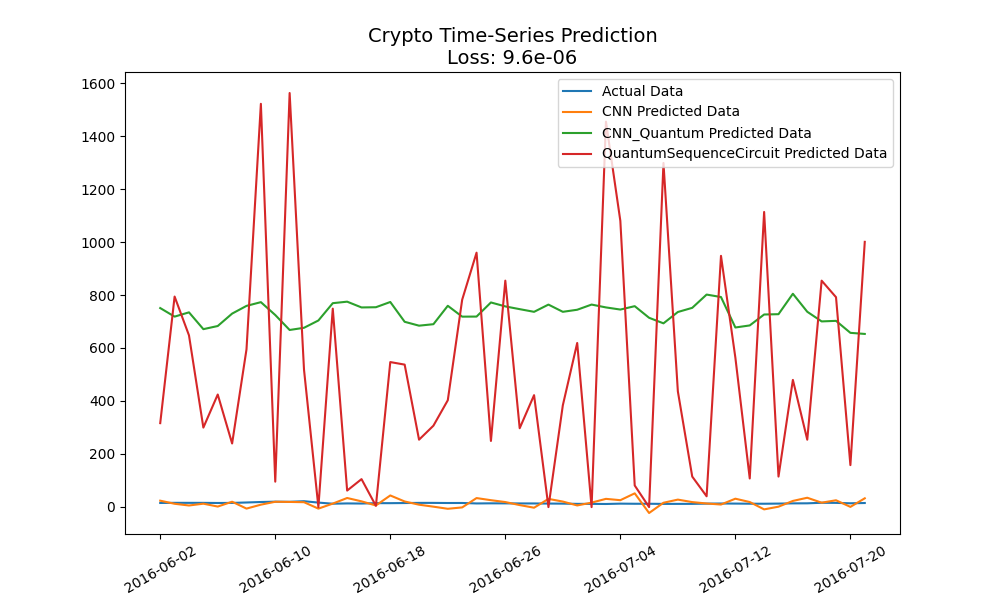 Crypto Time-Series Prediction
Loss: 9.6e-06
1600
1400
1200
1000
800
600
400
200
0
Actual Data
CNN Predicted Data
CNN_Quantum Predicted Data
QuantumSequenceCircuit Predicted Data
2016-06-02
2016-06-10
2016-06-18
2016-06-26
2016-07-04
2016-07-12
2016-07-20